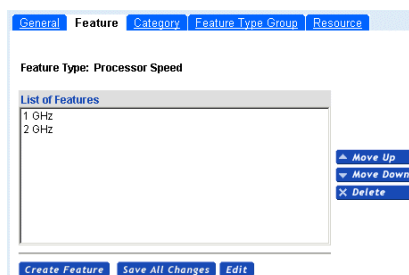 General Feature Category Feature Type Group Resource
Feature Type: Processor Speed
List of Features
1 GHz
2 GHz
Move Up
Move Down
Delete
Create Feature Save All Changes Edit